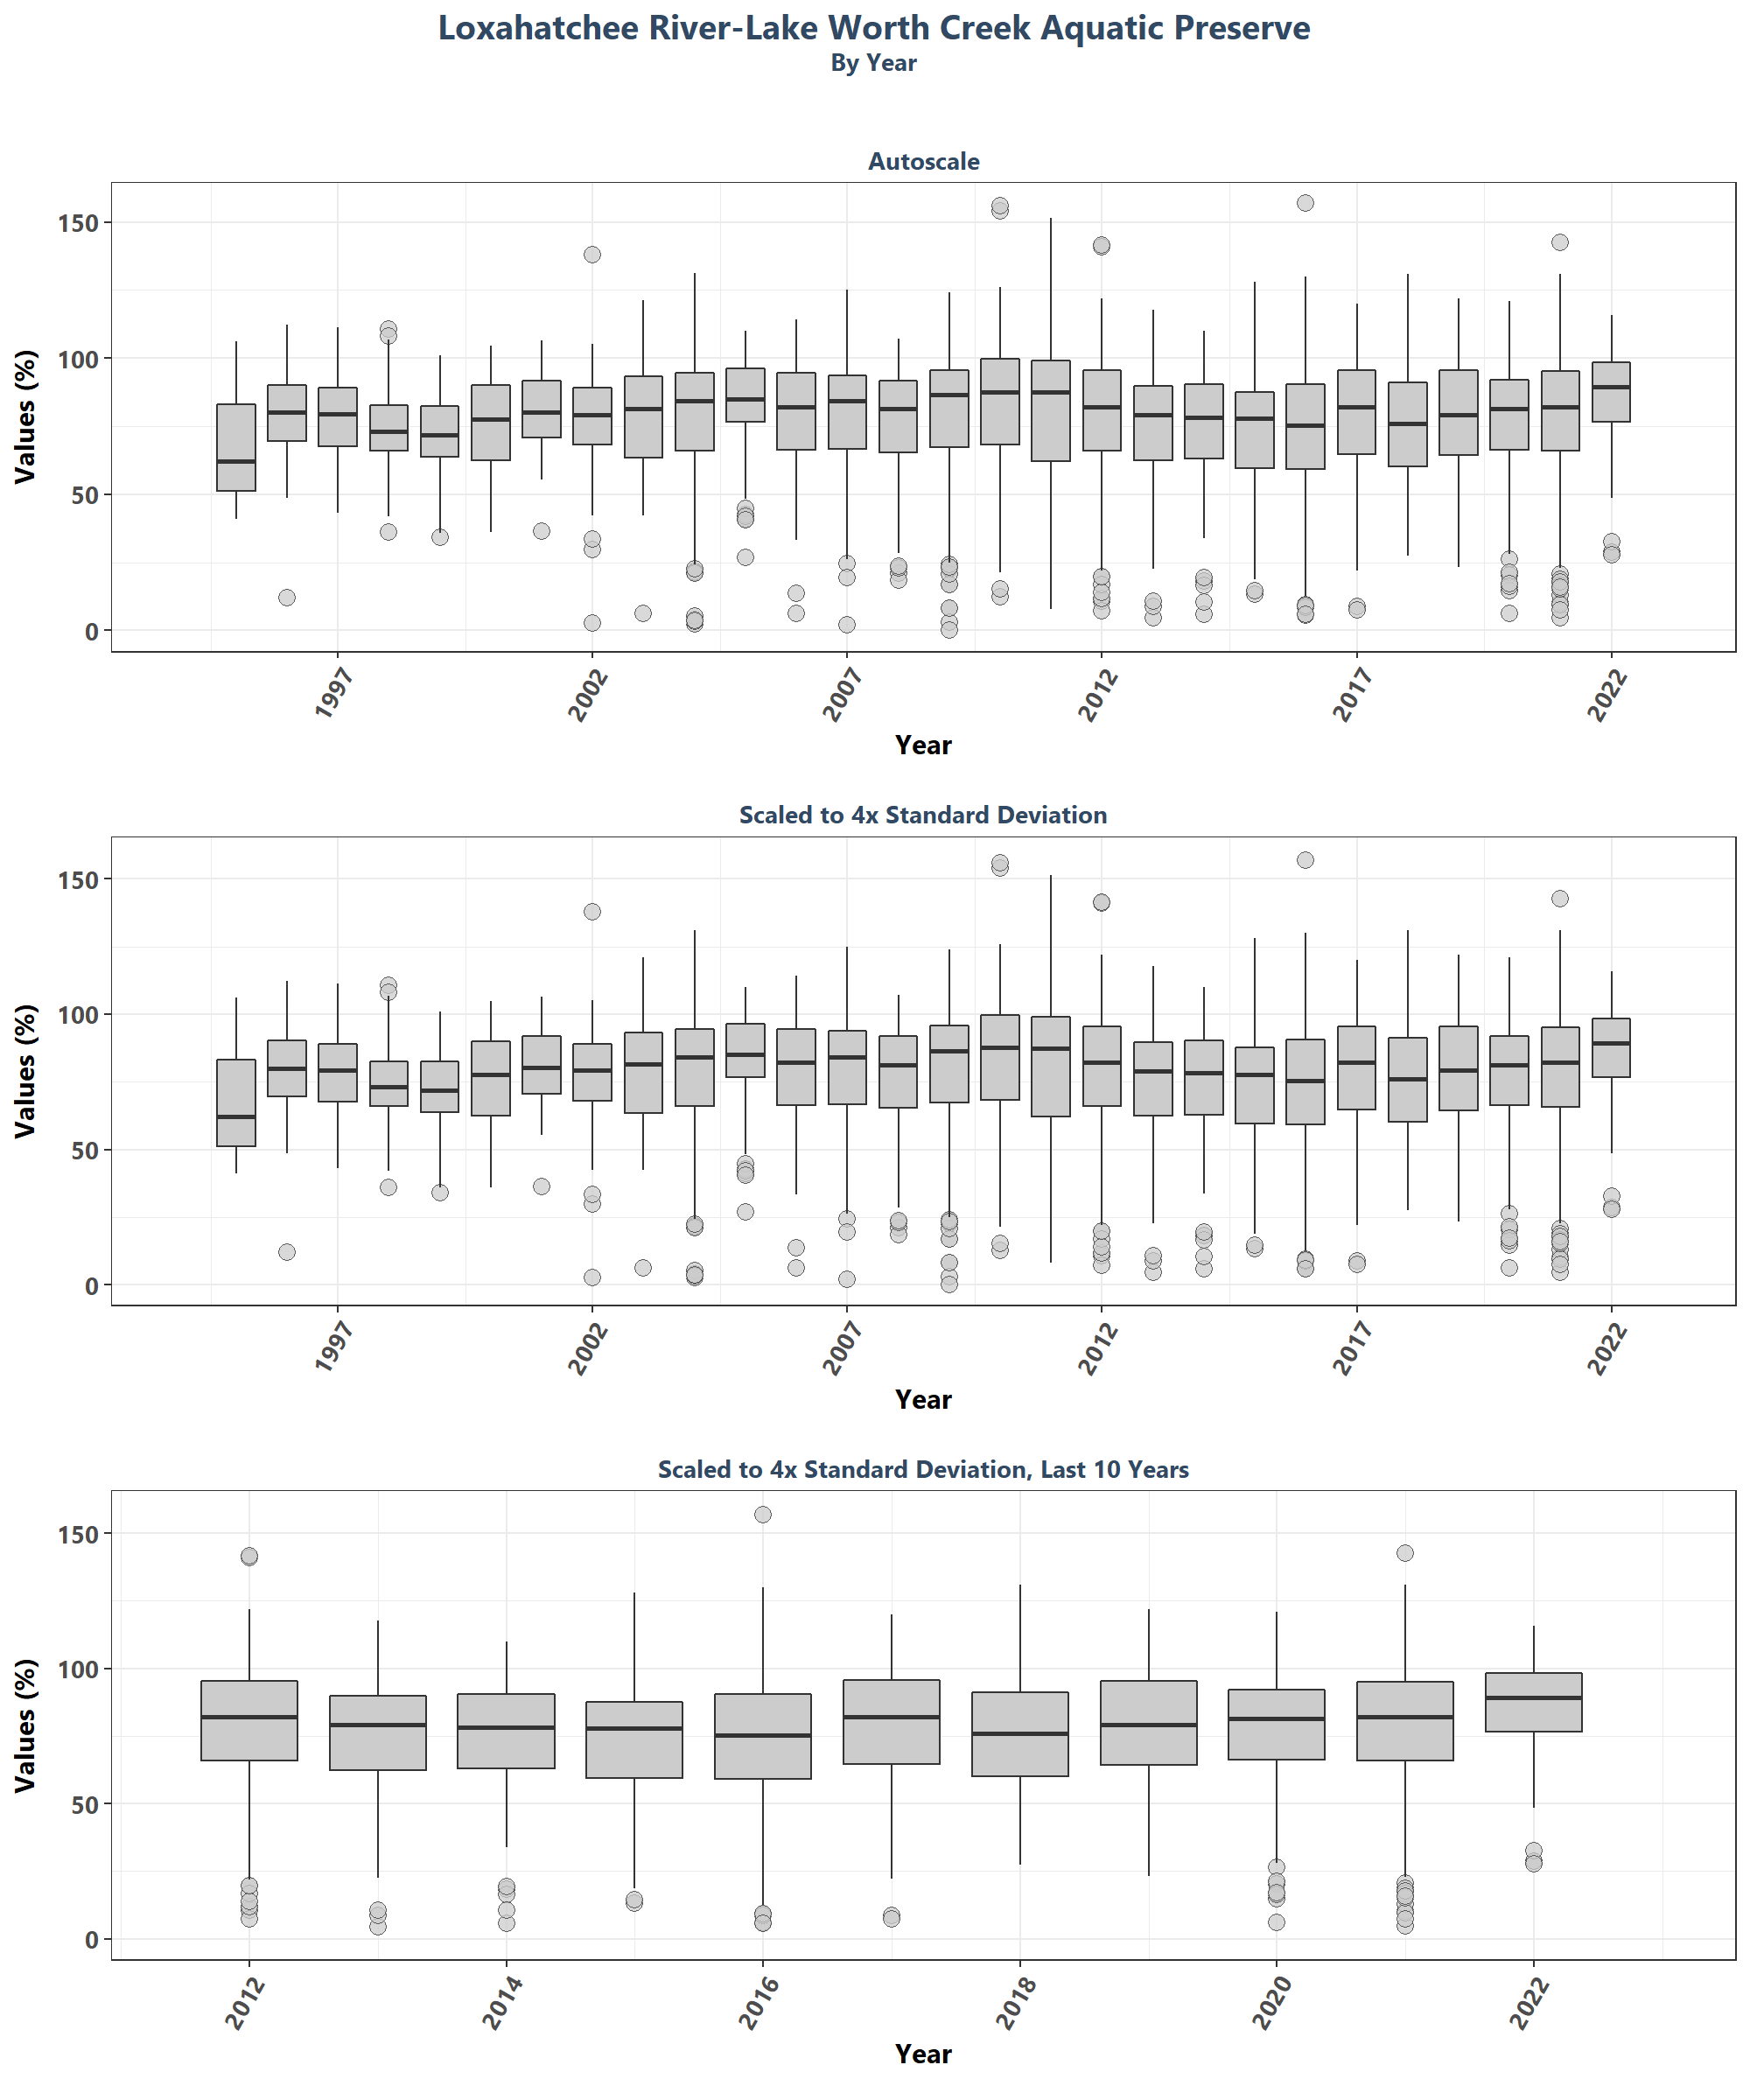 Loxahatchee River-Lake Worth Creek Aquatic Preserve
By Year
Autoscale
Values (%)
150
100
50
0
1997
2002
2007
2012
2017
2022
Year
Scaled to 4x Standard Deviation
Values (%)
150
100
50
0
1997
2002
2007
2012
2017
2022
Year
Scaled to 4x Standard Deviation, Last 10 Years
Values (%)
150
100
50
0
2012
2014
2016
2018
2020
2022
Year